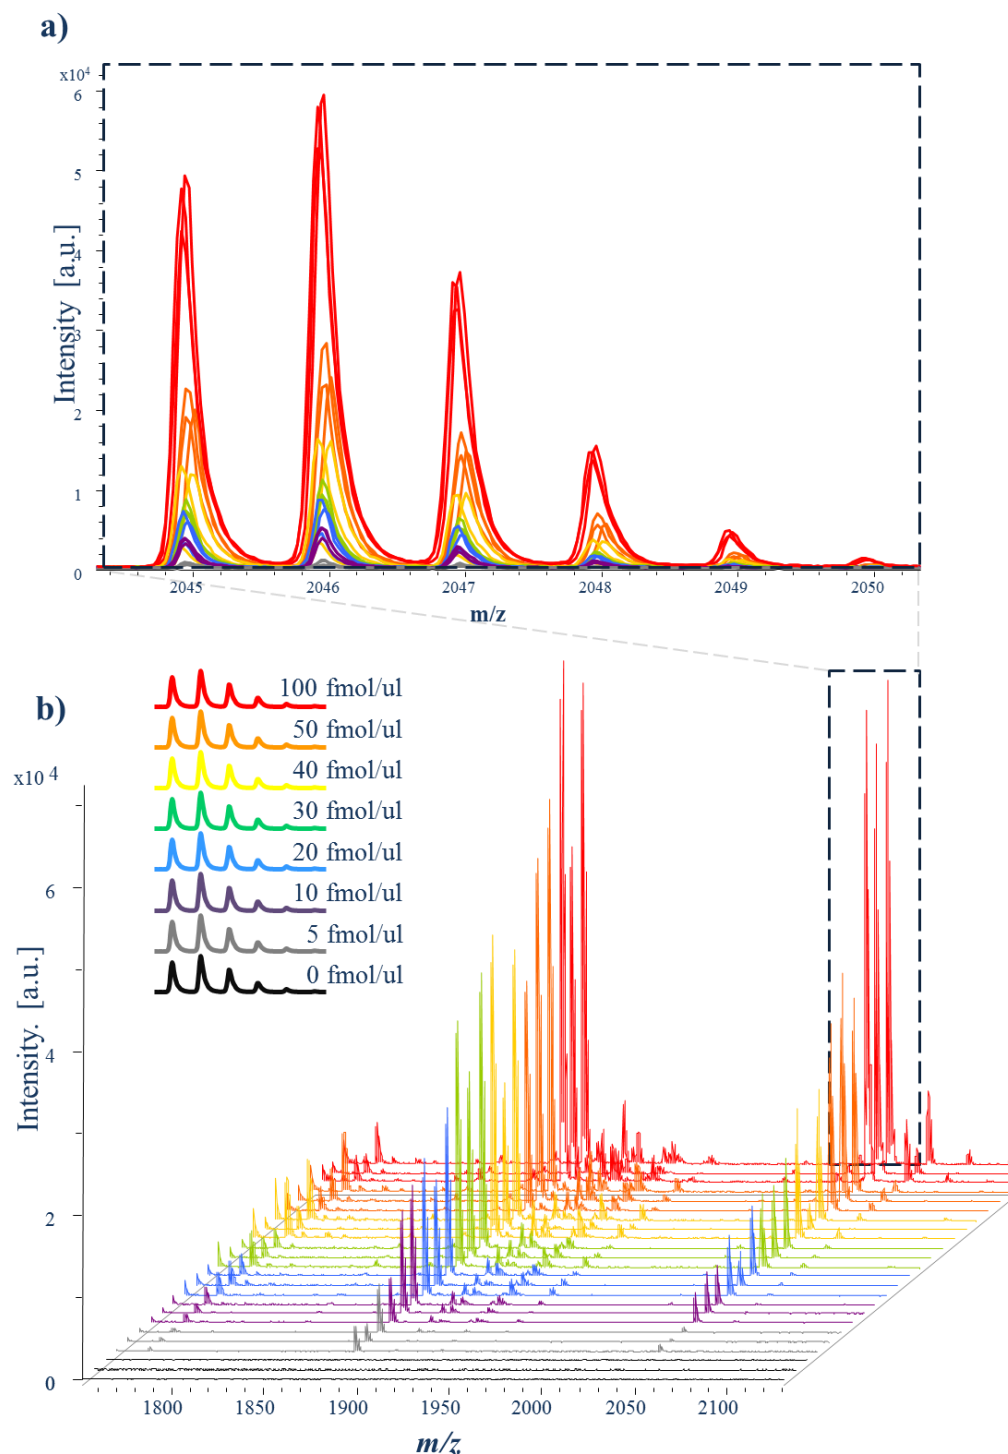 a)
x10⁴
6
5
4
3
2
1
0
Intensity [a.u.]
2045 2046 2047 2048 2049 2050
m/z
b)
100 fmol/ul
50 fmol/ul
40 fmol/ul
30 fmol/ul
20 fmol/ul
10 fmol/ul
5 fmol/ul
0 fmol/ul
x10 4
6
4
2
0
Intensity. [a.u.]
1800 1850 1900 1950 2000 2050 2100
m/z